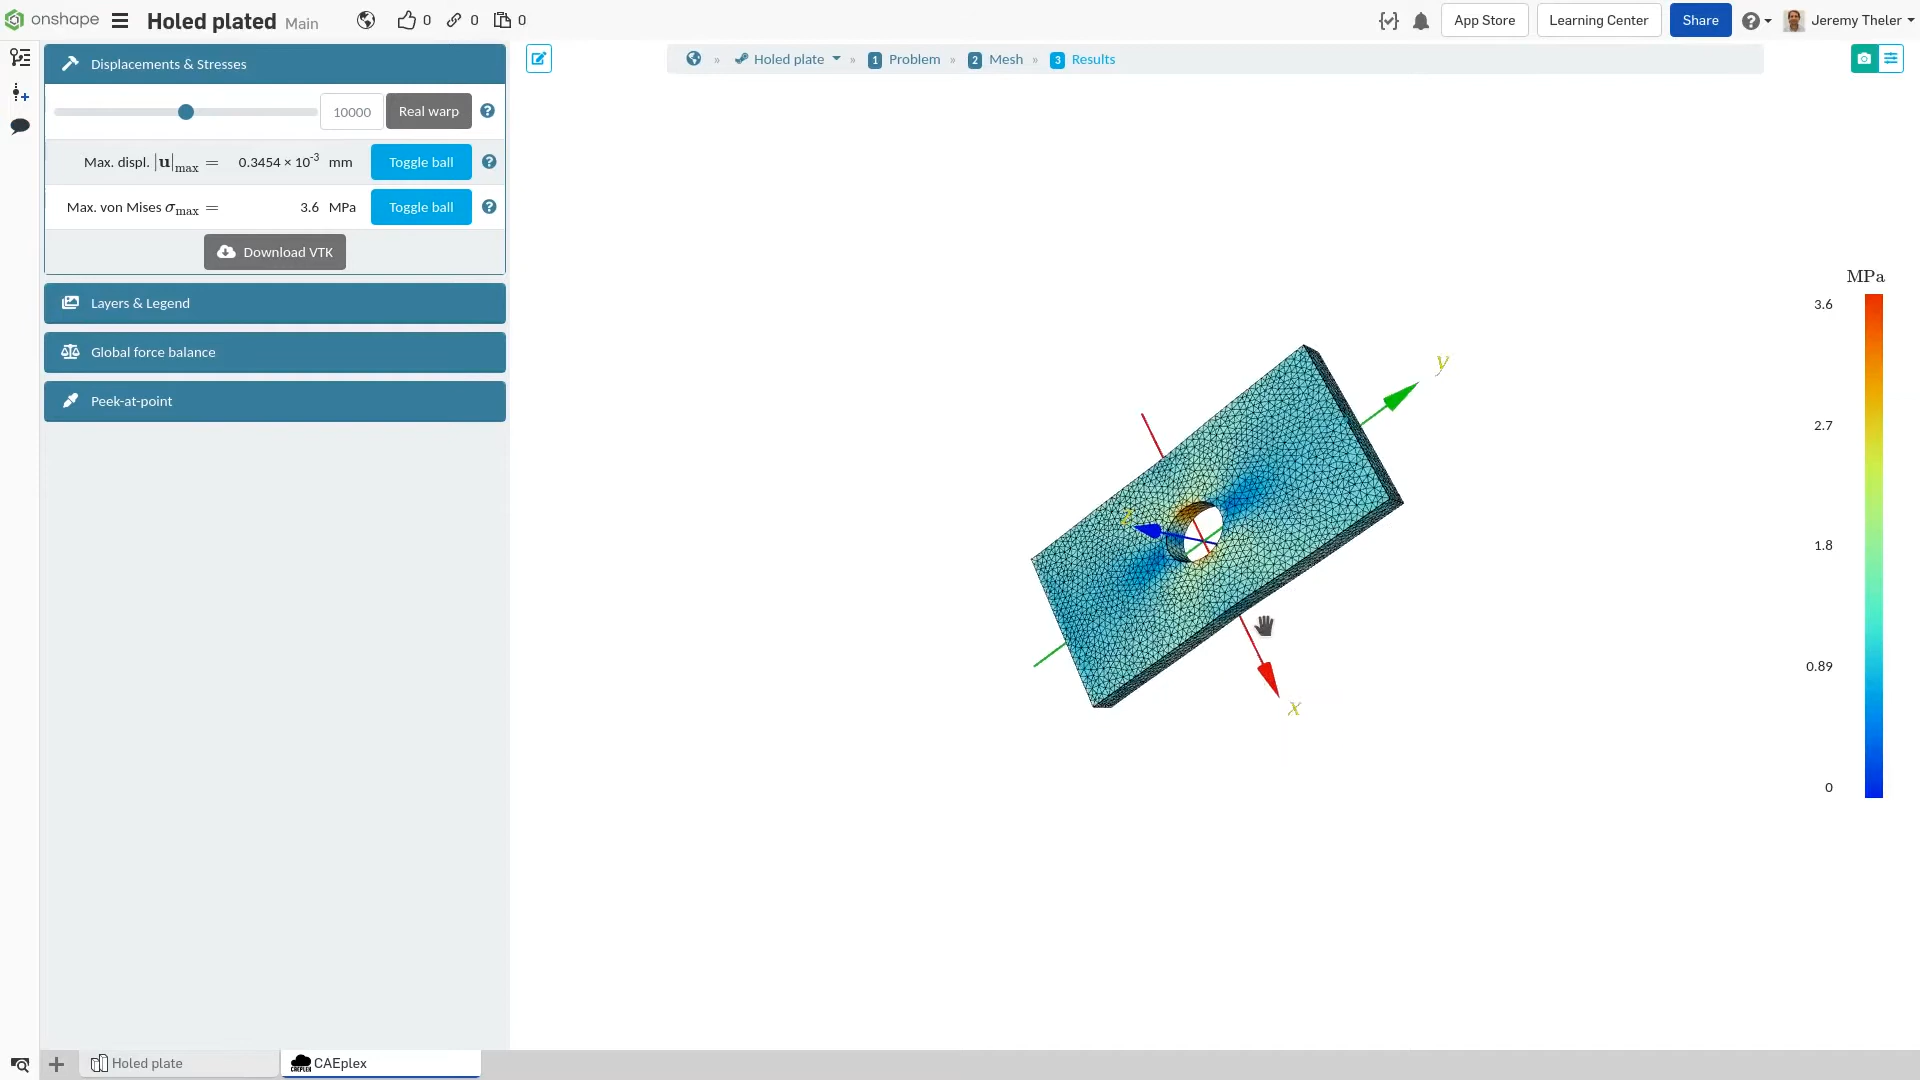 onshape Holed plated Main 0 0 0 App Store Learning Center Share Jeremy Theler
Displacements & Stresses
» Holed plate » 1 Problem » 2 Mesh » 3 Results
10000 Real warp
Max. displ. |u|max = 0.3454 × 10-3 mm Toggle ball
Max. von Mises σmax = 3.6 MPa Toggle ball
Download VTK
Layers & Legend
Global force balance
Peek-at-point
MPa
3.6
2.7
1.8
0.89
0
y
z
x
Holed plate CAEplex